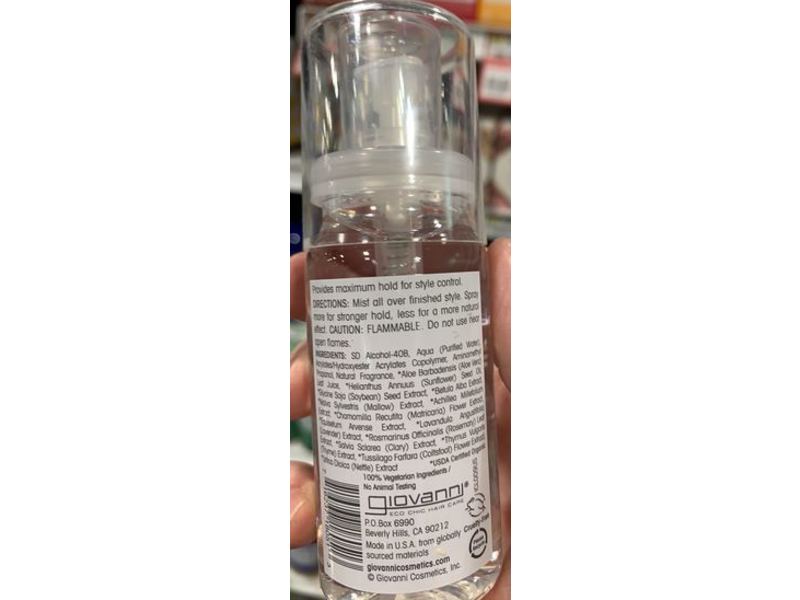 Provides maximum hold for style control.
DIRECTIONS: Mist all over finished style. Spray
more for stronger hold, less for a more natural
effect. CAUTION: FLAMMABLE. Do not use near
open flames.
INGREDIENTS: SD Alcohol-40B, Aqua (Purified Water),
Acrylates/Hydroxyester Acrylates Copolymer, Aminomethyl
Propanol, Natural Fragrance, *Aloe Barbadensis (Aloe Vera)
Leaf Juice, *Helianthus Annuus (Sunflower) Seed Oil,
*Glycine Soja (Soybean) Seed Extract, *Betula Alba Extract,
*Malva Sylvestris (Mallow) Extract, *Achillea Millefolium
Extract, *Chamomilla Recutita (Matricaria) Flower Extract,
*Equisetum Arvense Extract, *Lavandula Angustifolia
(Lavender) Extract, *Rosmarinus Officinalis (Rosemary) Leaf
Extract, *Salvia Sclarea (Clary) Extract, *Thymus Vulgaris
(Thyme) Extract, *Tussilago Farfara (Coltsfoot) Flower Extract,
*Urtica Dioica (Nettle) Extract *USDA Certified Organic
100% Vegetarian Ingredients /
No Animal Testing
giovanni®
ECO CHIC HAIR CARE
P.O.Box 6990
Beverly Hills, CA 90212
Cruelty-Free
Made in U.S.A. from globally
sourced materials
giovannicosmetics.com
© Giovanni Cosmetics, Inc.